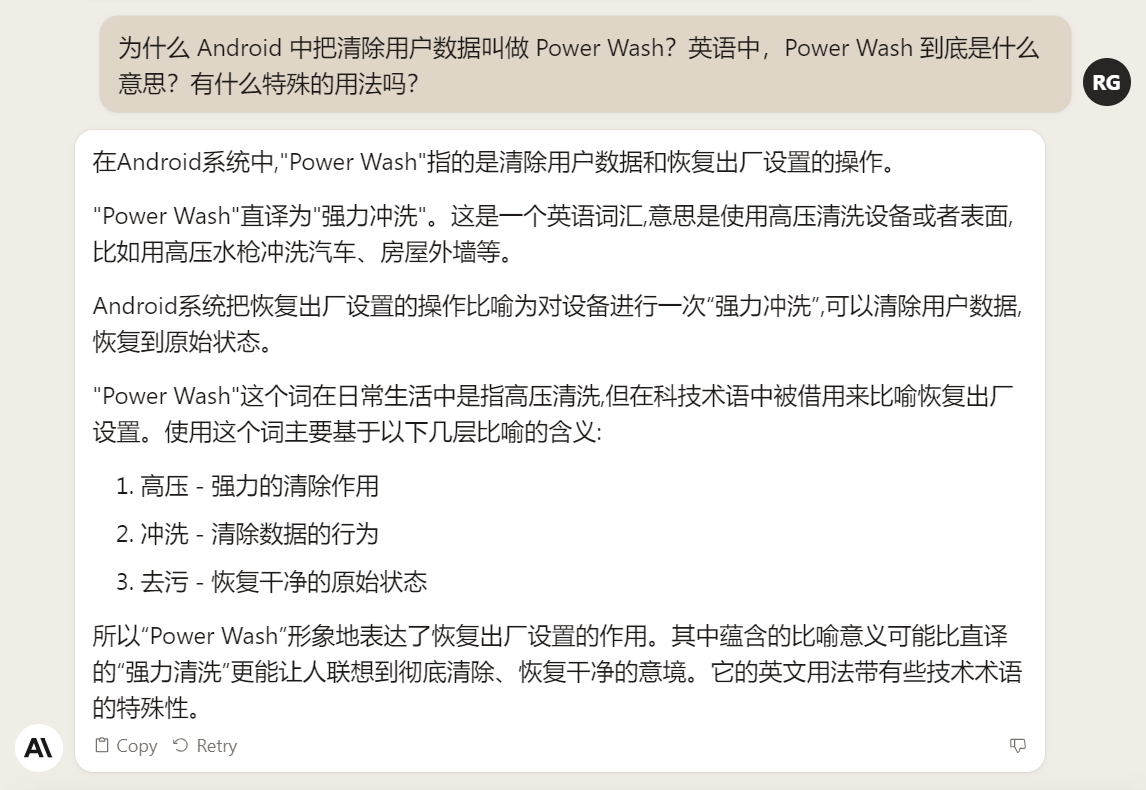 为什么 Android 中把清除用户数据叫做 Power Wash？英语中，Power Wash 到底是什么
意思？有什么特殊的用法吗？
RG
在Android系统中,"Power Wash"指的是清除用户数据和恢复出厂设置的操作。
"Power Wash"直译为"强力冲洗"。这是一个英语词汇,意思是使用高压清洗设备或者表面,
比如用高压水枪冲洗汽车、房屋外墙等。
Android系统把恢复出厂设置的操作比喻为对设备进行一次“强力冲洗”,可以清除用户数据,
恢复到原始状态。
"Power Wash"这个词在日常生活中是指高压清洗,但在科技术语中被借用来比喻恢复出厂
设置。使用这个词主要基于以下几层比喻的含义:
1. 高压 - 强力的清除作用
2. 冲洗 - 清除数据的行为
3. 去污 - 恢复干净的原始状态
所以“Power Wash”形象地表达了恢复出厂设置的作用。其中蕴含的比喻意义可能比直译
的“强力清洗”更能让人联想到彻底清除、恢复干净的意境。它的英文用法带有些技术术语
的特殊性。
Copy Retry
A\